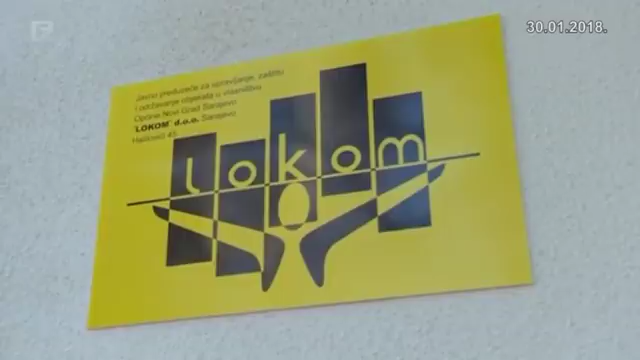 30.01.2018.
Javno preduzeće za upravljanje, zaštitu
i održavanje objekata u vlasništvu
Općine Novi Grad Sarajevo
"LOKOM" d.o.o. Sarajevo
Halilovići 45
lokom